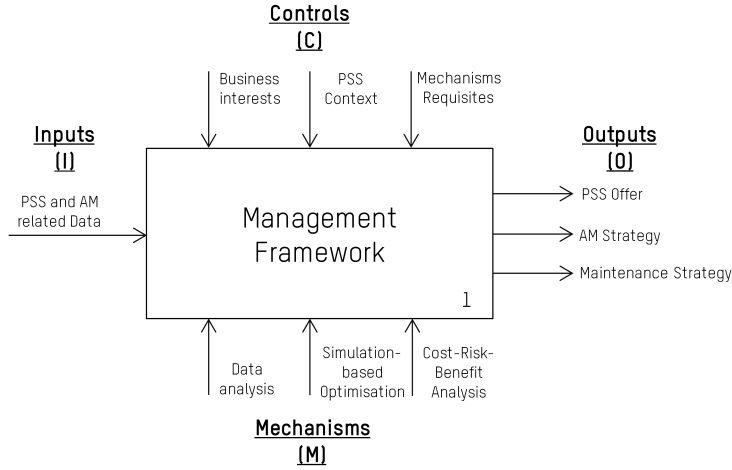 Controls
(C)
Business
interests
PSS
Context
Mechanisms
Requisites
Inputs
(I)
PSS and AM
related Data
Management
Framework
1
Outputs
(O)
PSS Offer
AM Strategy
Maintenance Strategy
Data
analysis
Simulation-
based
Optimisation
Cost-Risk-
Benefit
Analysis
Mechanisms
(M)